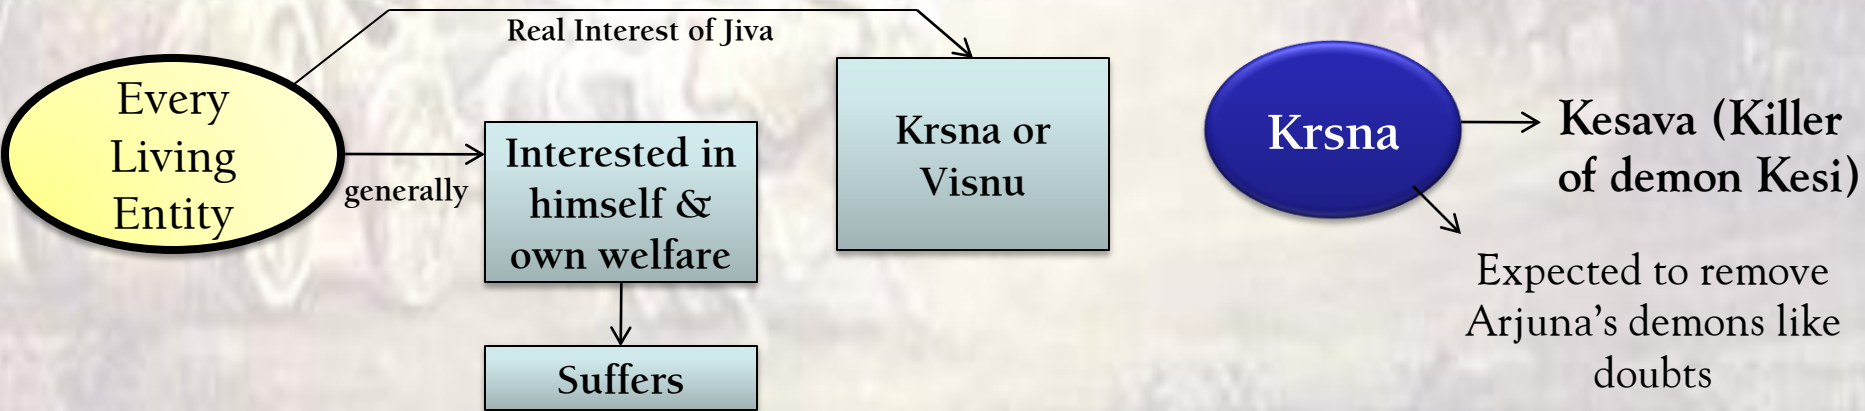 Real Interest of Jiva
Every
Living
Entity
generally
Interested in
himself &
own welfare
Suffers
Krsna or
Visnu
Krsna
Kesava (Killer
of demon Kesi)
Expected to remove
Arjuna’s demons like
doubts